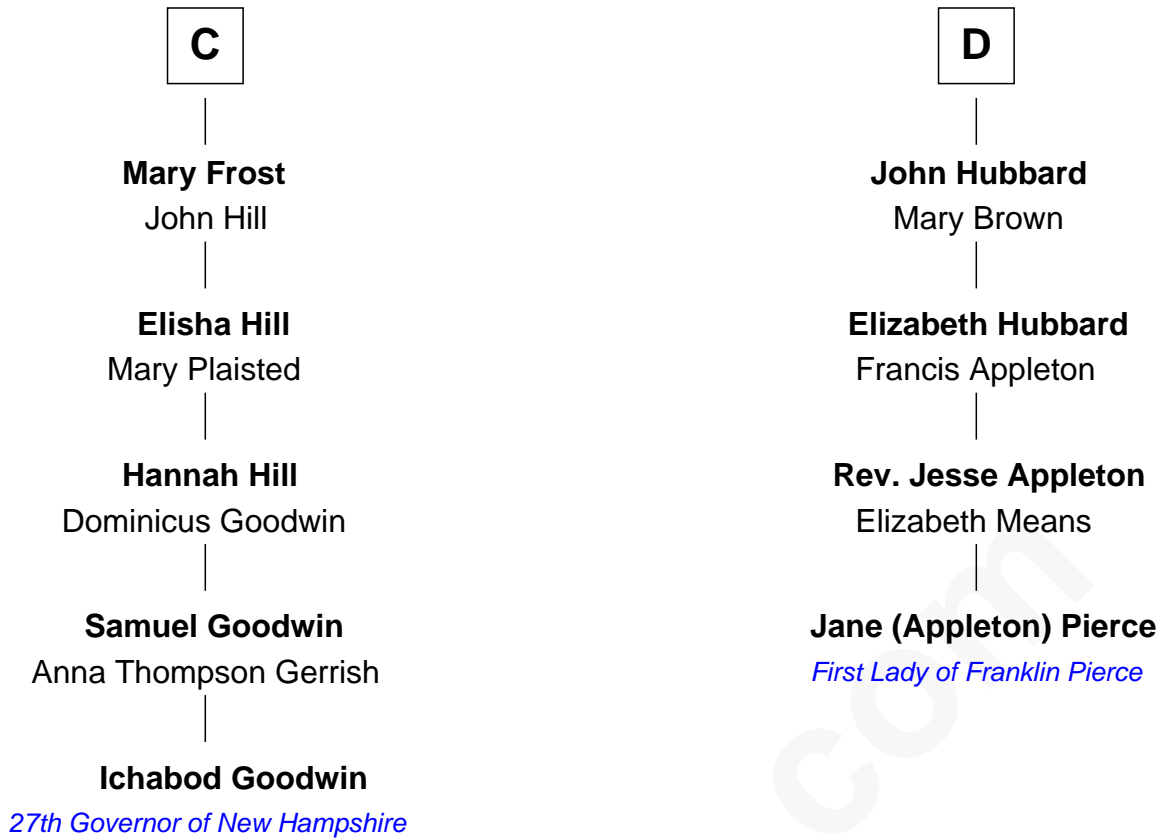 C
Mary Frost
John Hill
Elisha Hill
Mary Plaisted
Hannah Hill
Dominicus Goodwin
Samuel Goodwin
Anna Thompson Gerrish
Ichabod Goodwin
27th Governor of New Hampshire
D
John Hubbard
Mary Brown
Elizabeth Hubbard
Francis Appleton
Rev. Jesse Appleton
Elizabeth Means
Jane (Appleton) Pierce
First Lady of Franklin Pierce
com